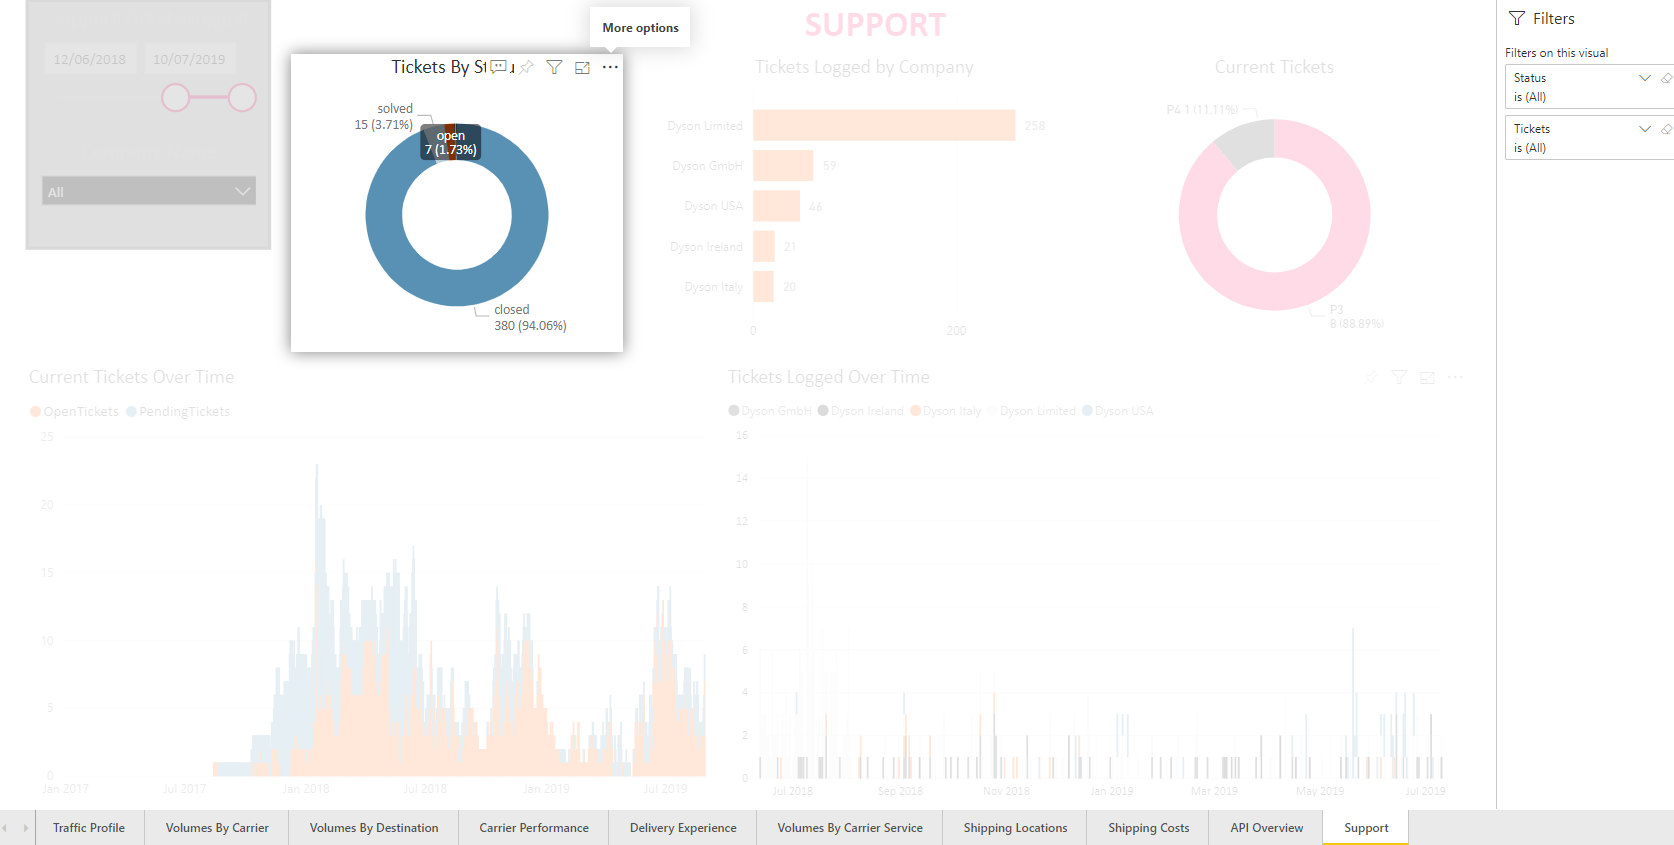 More options
SUPPORT
Filters
Filters on this visual
Status
is (All)
Tickets
is (All)
12/06/2018
10/07/2019
All
Tickets By St
solved
15 (3.71%)
open
7 (1.73%)
closed
380 (94.06%)
Tickets Logged by Company
Dyson Limited
258
Dyson GmbH
59
Dyson USA
46
Dyson Ireland
21
Dyson Italy
20
0
200
Current Tickets
P4 1 (11.11%)
P3
8 (88.89%)
Current Tickets Over Time
OpenTickets PendingTickets
25
20
15
10
5
0
Jan 2017 Jul 2017 Jan 2018 Jul 2018 Jan 2019 Jul 2019
Tickets Logged Over Time
Dyson GmbH Dyson Ireland Dyson Italy Dyson Limited Dyson USA
16
14
12
10
8
6
4
2
0
Jul 2018 Sep 2018 Nov 2018 Jan 2019 Mar 2019 May 2019 Jul 2019
Traffic Profile Volumes By Carrier Volumes By Destination Carrier Performance Delivery Experience Volumes By Carrier Service Shipping Locations Shipping Costs API Overview Support